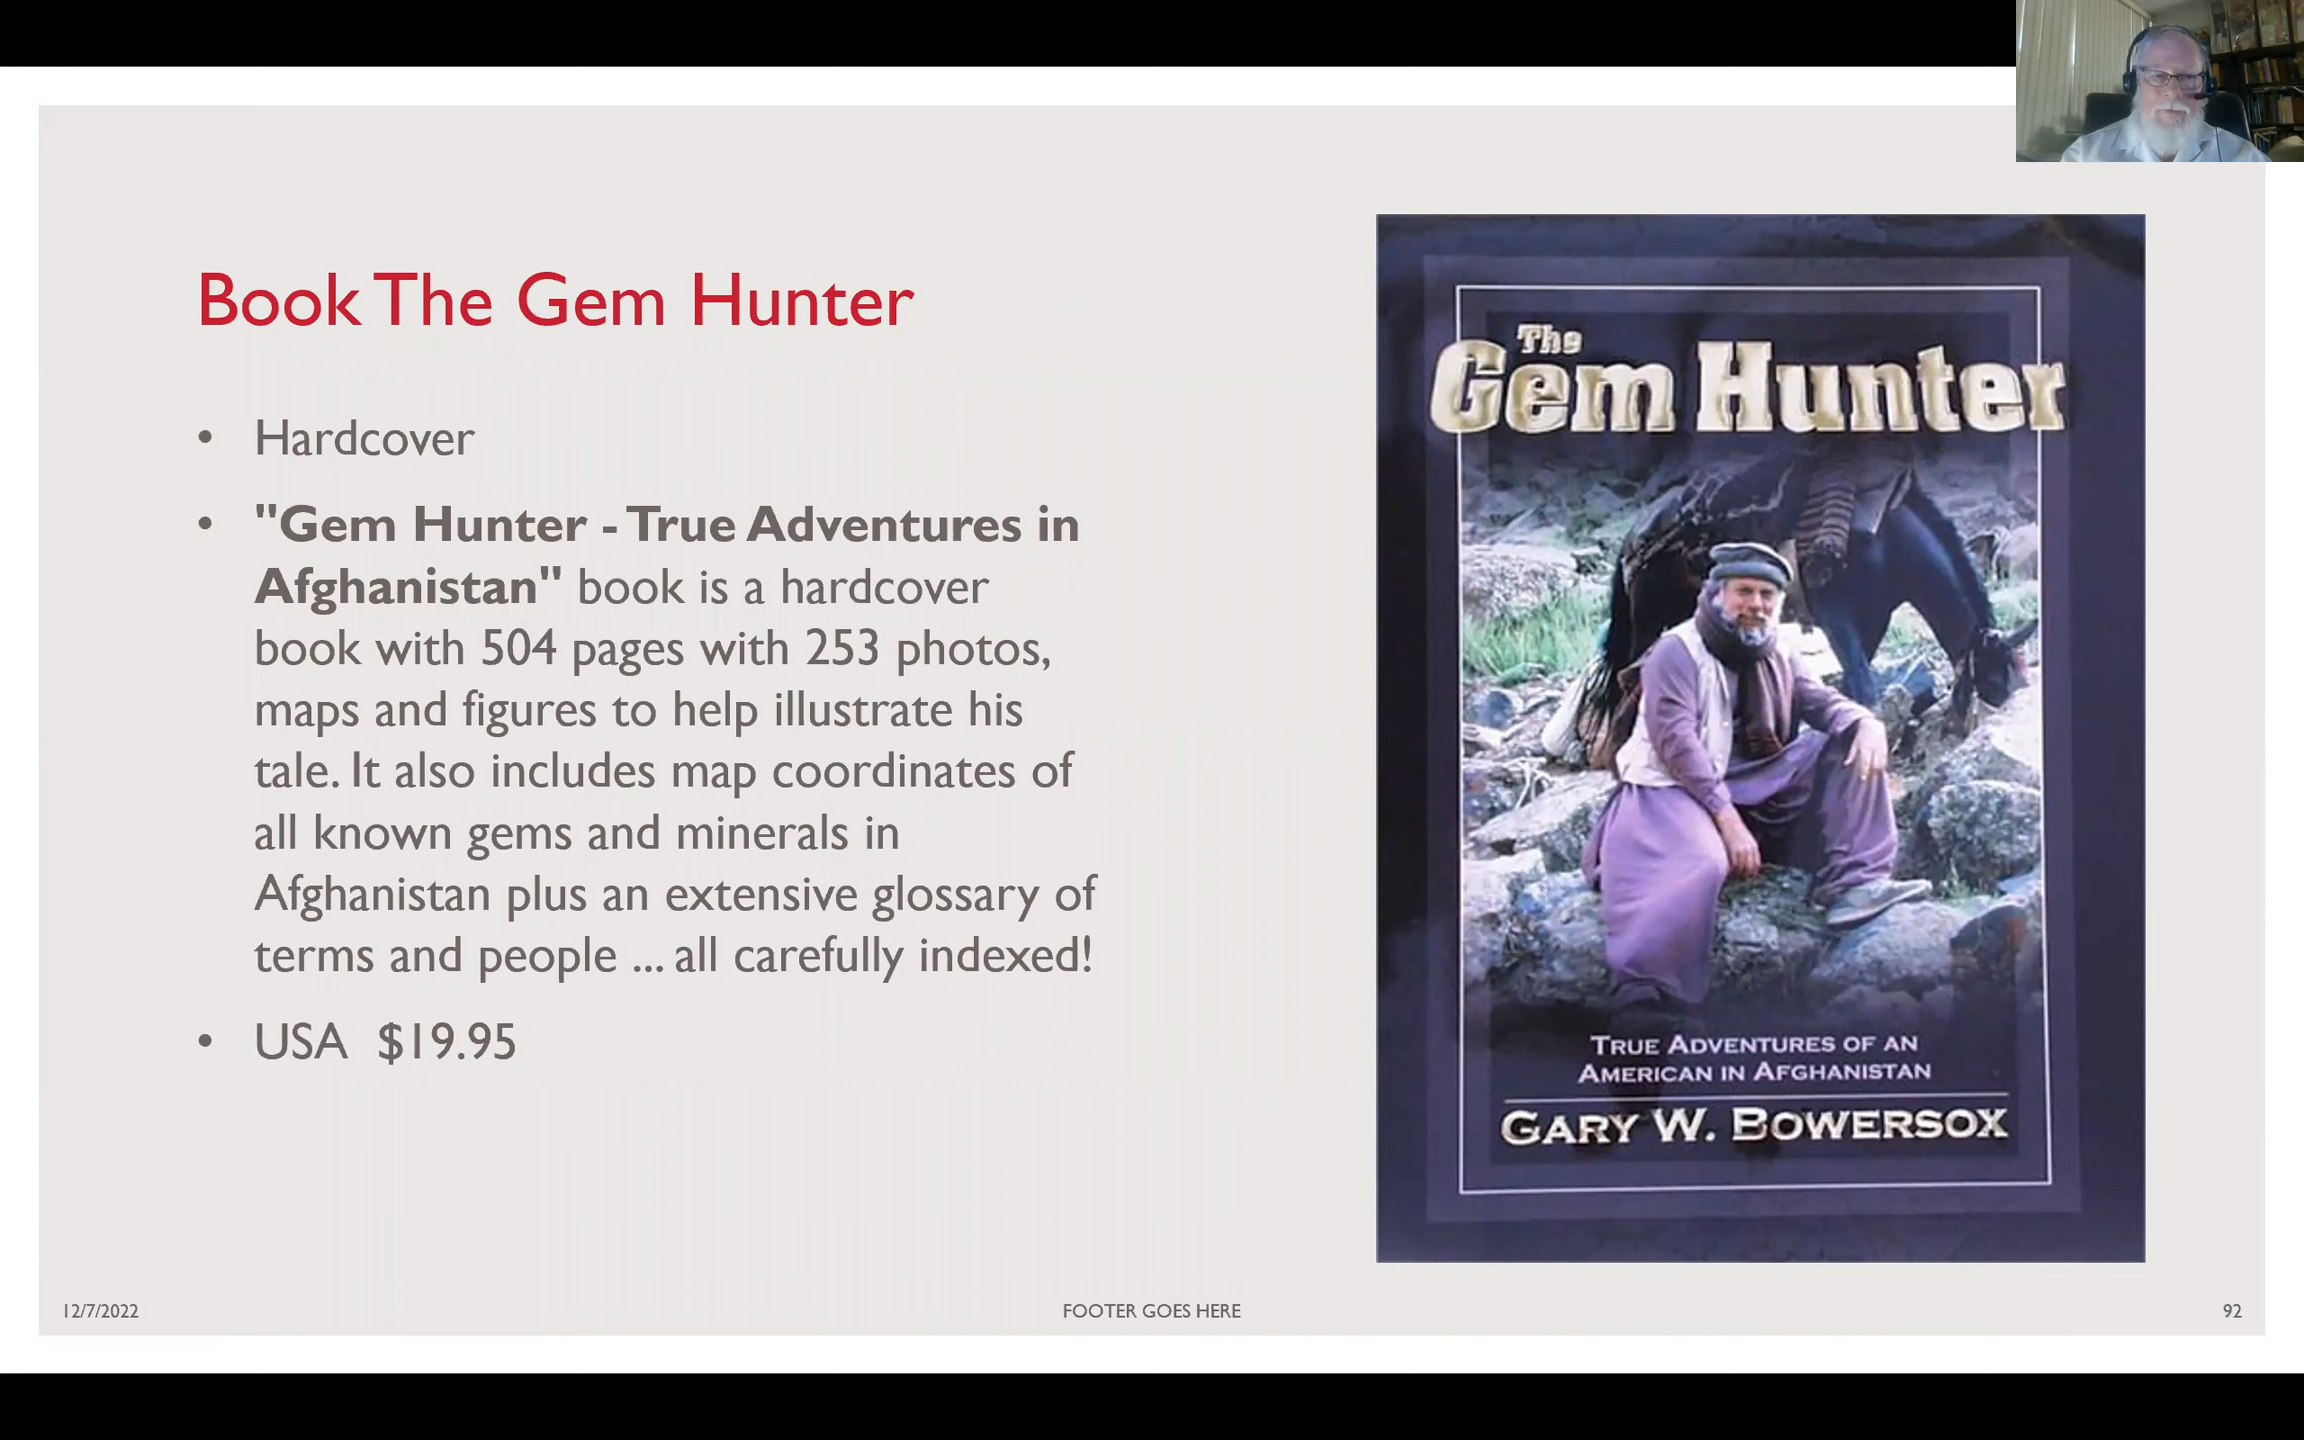 Book The Gem Hunter
• Hardcover
• "Gem Hunter - True Adventures in
Afghanistan" book is a hardcover
book with 504 pages with 253 photos,
maps and figures to help illustrate his
tale. It also includes map coordinates of
all known gems and minerals in
Afghanistan plus an extensive glossary of
terms and people ... all carefully indexed!
• USA $19.95
The
Gem Hunter
TRUE ADVENTURES OF AN
AMERICAN IN AFGHANISTAN
GARY W. BOWERSOX
12/7/2022
FOOTER GOES HERE
92